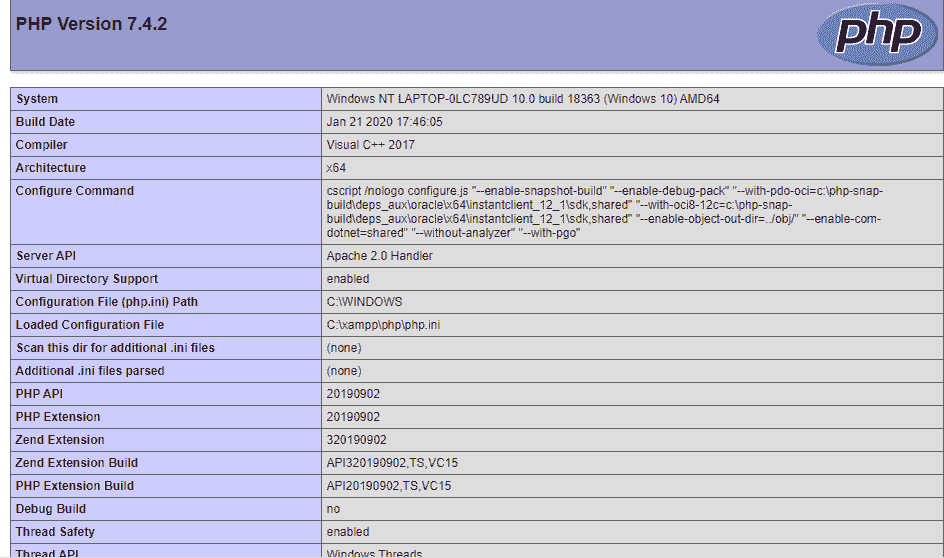 PHP Version 7.4.2
php
System Windows NT LAPTOP-0LC789UD 10.0 build 18363 (Windows 10) AMD64
Build Date Jan 21 2020 17:46:05
Compiler Visual C++ 2017
Architecture x64
Configure Command cscript /nologo configure.js "--enable-snapshot-build" "--enable-debug-pack" "--with-pdo-oci=c:\php-snap-
build\deps_aux\oracle\x64\instantclient_12_1\sdk,shared" "--with-oci8-12c=c:\php-snap-
build\deps_aux\oracle\x64\instantclient_12_1\sdk,shared" "--enable-object-out-dir=../obj/" "--enable-com-
dotnet=shared" "--without-analyzer" "--with-pgo"
Server API Apache 2.0 Handler
Virtual Directory Support enabled
Configuration File (php.ini) Path C:\WINDOWS
Loaded Configuration File C:\xampp\php\php.ini
Scan this dir for additional .ini files (none)
Additional .ini files parsed (none)
PHP API 20190902
PHP Extension 20190902
Zend Extension 320190902
Zend Extension Build API320190902,TS,VC15
PHP Extension Build API20190902,TS,VC15
Debug Build no
Thread Safety enabled
Thread API Windows Threads